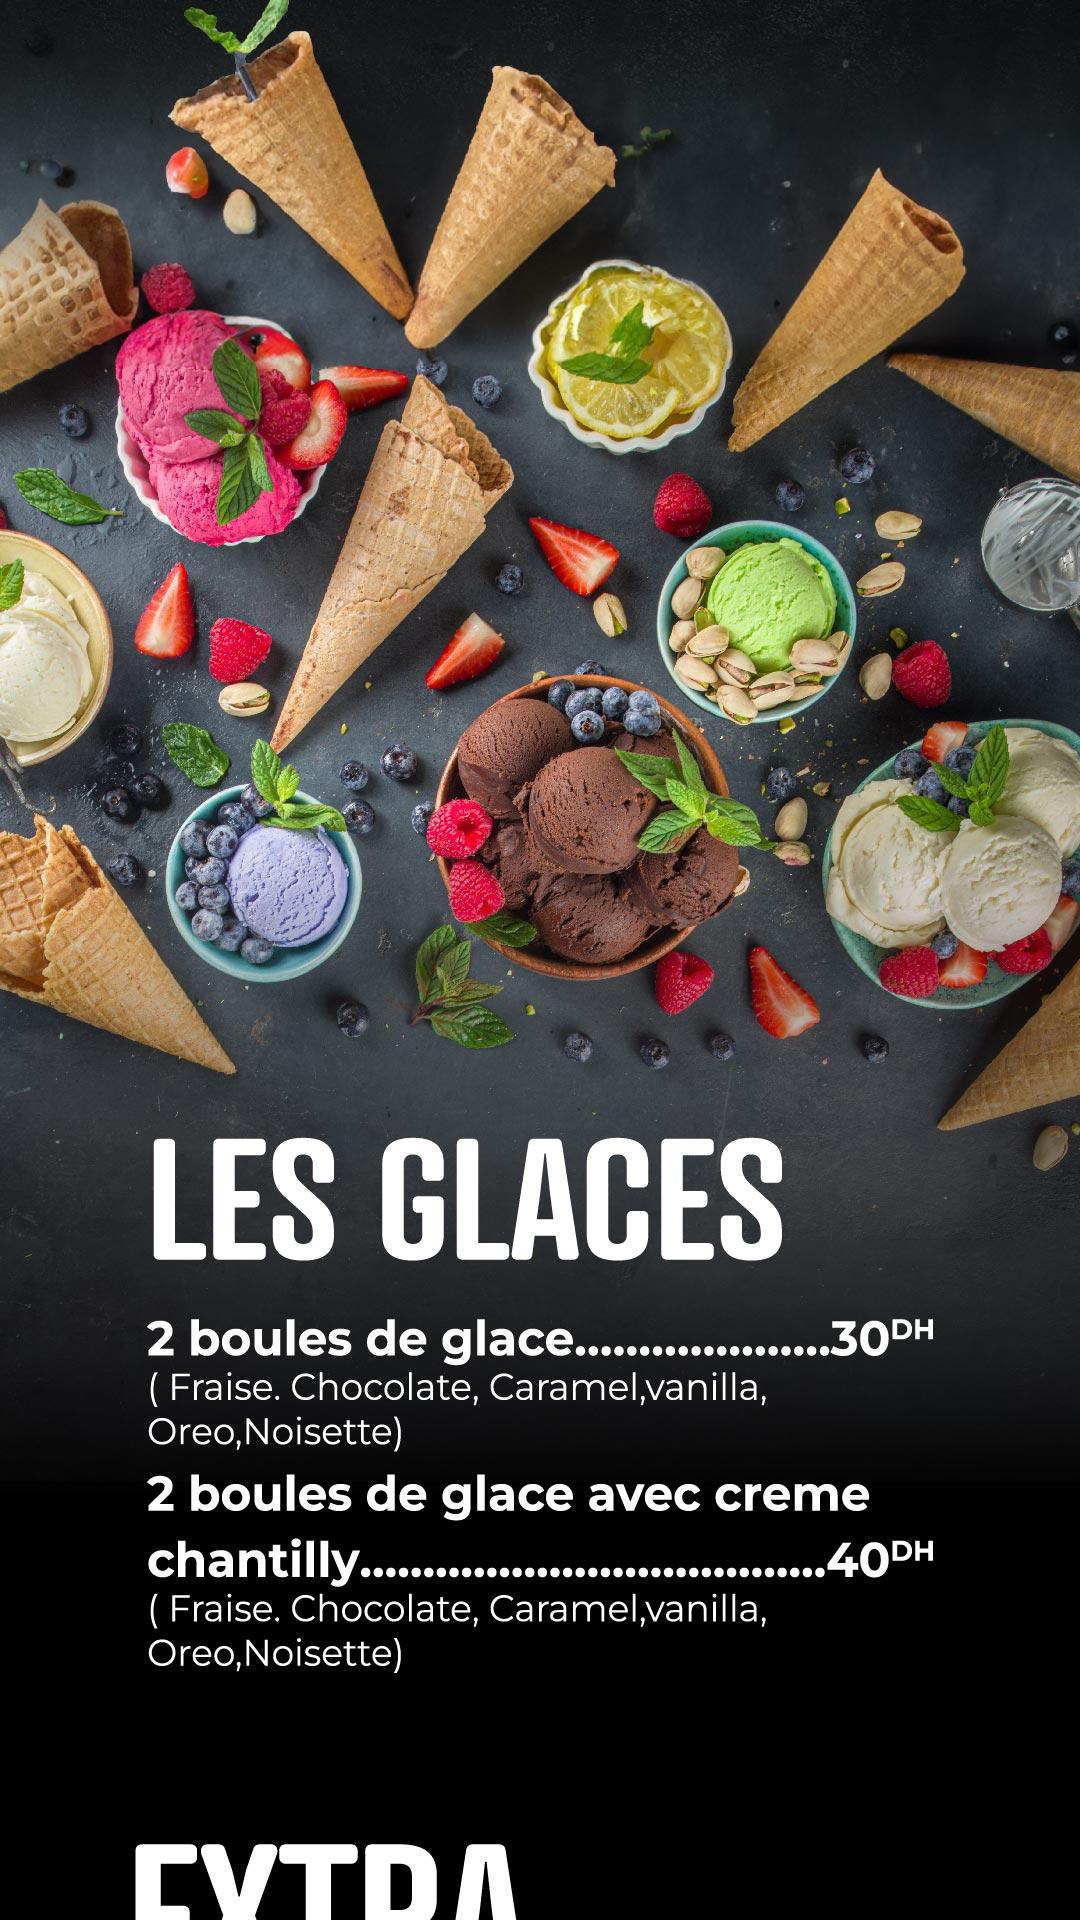 LES GLACES
2 boules de glace....................30DH
( Fraise. Chocolate, Caramel,vanilla,
Oreo,Noisette)
2 boules de glace avec creme
chantilly.....................................40DH
( Fraise. Chocolate, Caramel,vanilla,
Oreo,Noisette)
EXTRA